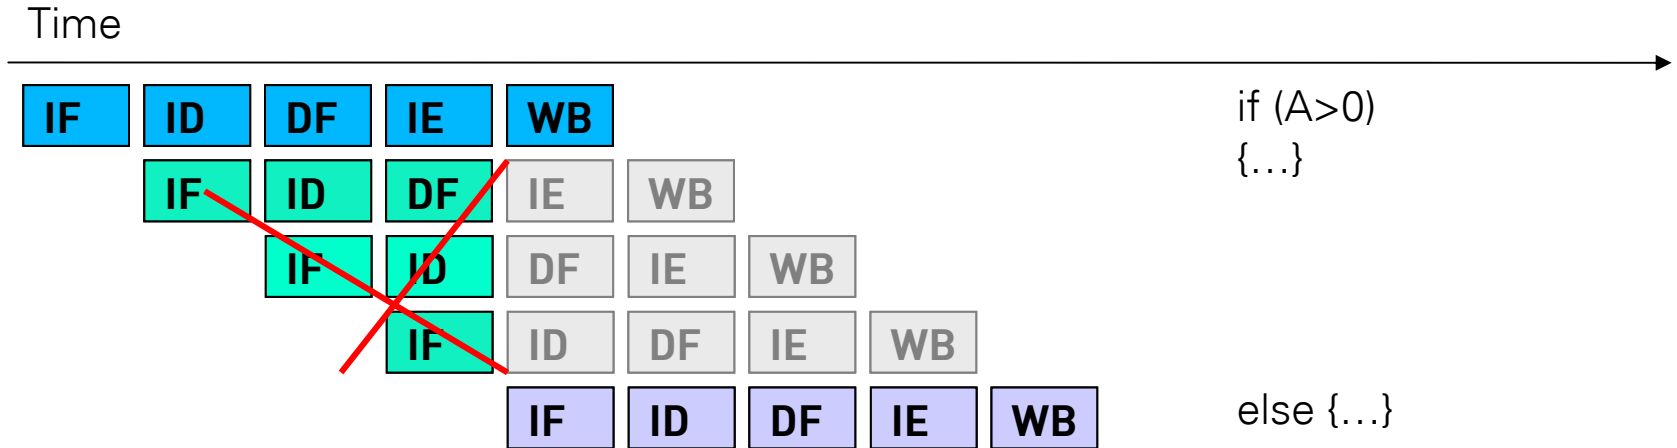 Time
IF ID DF IE WB if (A>0)
{...}
IF ID DF IE WB
IF ID DF IE WB
IF ID DF IE WB
IF ID DF IE WB else {...}